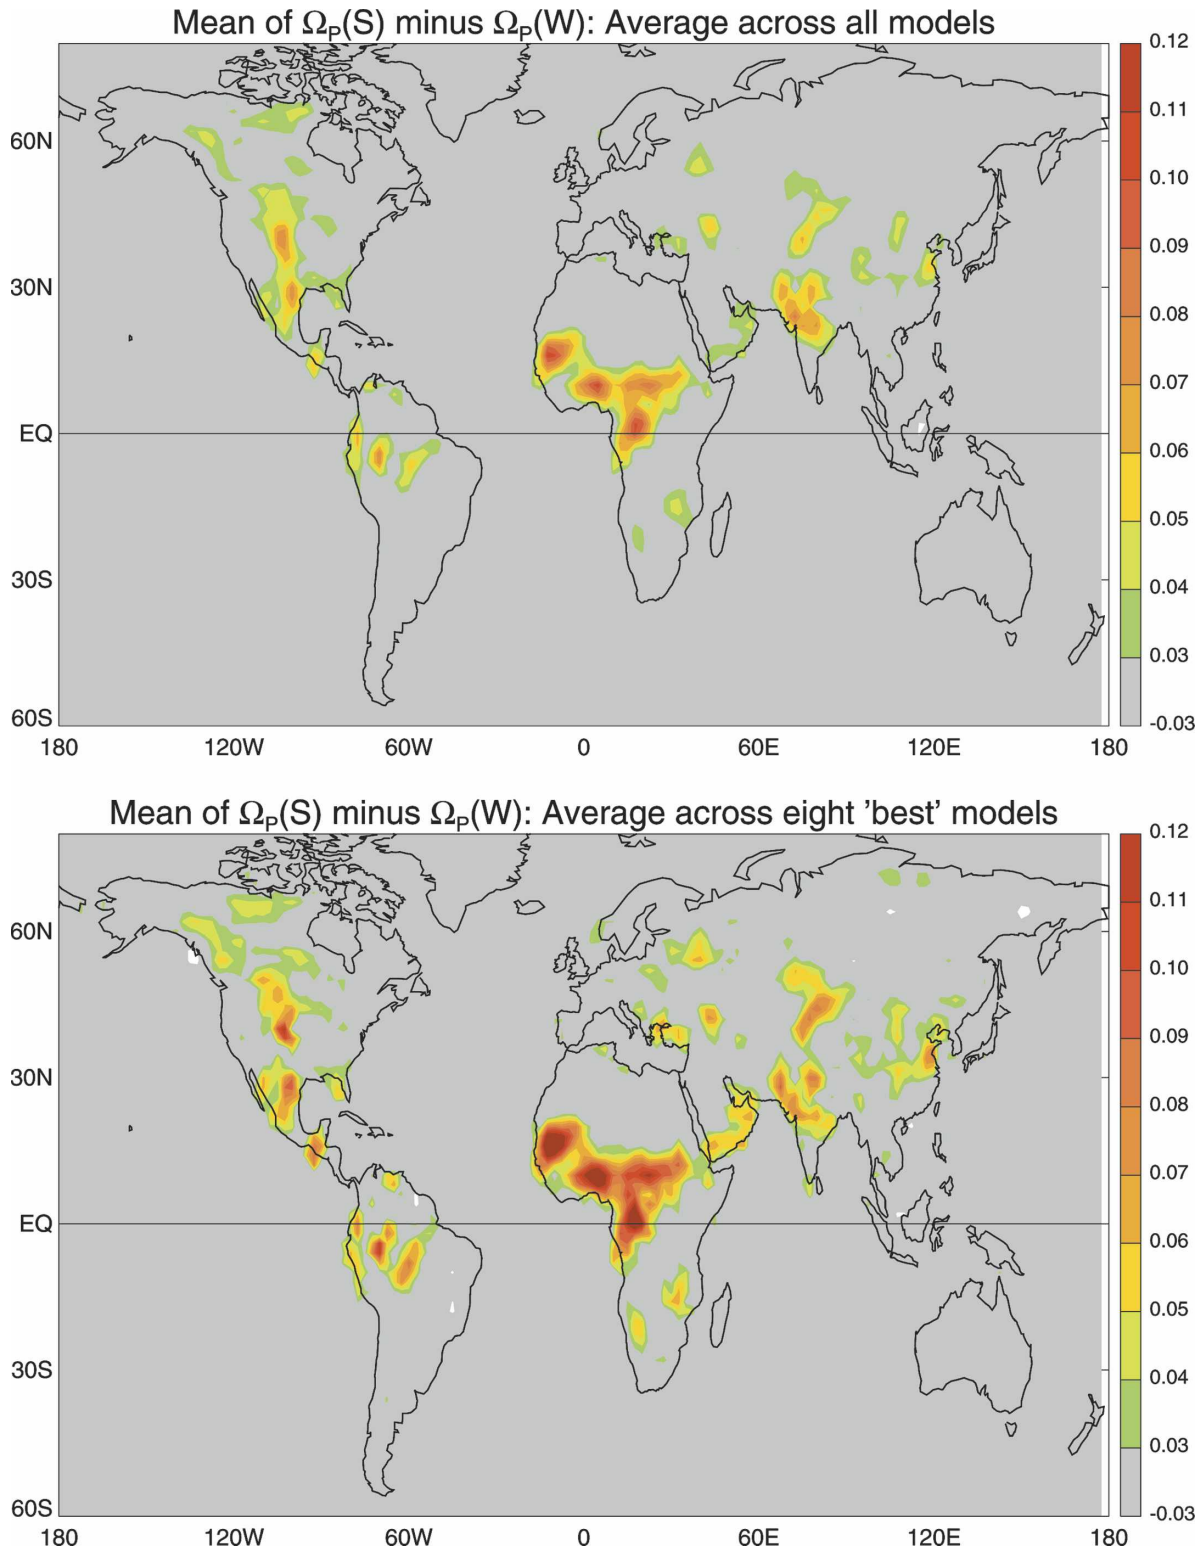 Mean of Ω_P(S) minus Ω_P(W): Average across all models
0.12
0.11
60N
0.10
0.09
30N
0.08
0.07
EQ
0.06
0.05
30S
0.04
0.03
60S
-0.03
180 120W 60W 0 60E 120E 180
Mean of Ω_P(S) minus Ω_P(W): Average across eight 'best' models
0.12
0.11
60N
0.10
0.09
30N
0.08
0.07
EQ
0.06
0.05
30S
0.04
0.03
60S
-0.03
180 120W 60W 0 60E 120E 180